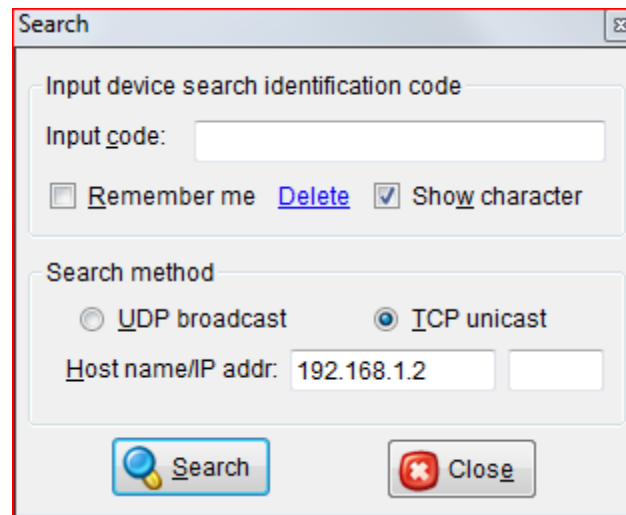 Search
Input device search identification code
Input code:
Remember me Delete Show character
Search method
UDP broadcast TCP unicast
Host name/IP addr: 192.168.1.2
Search Close